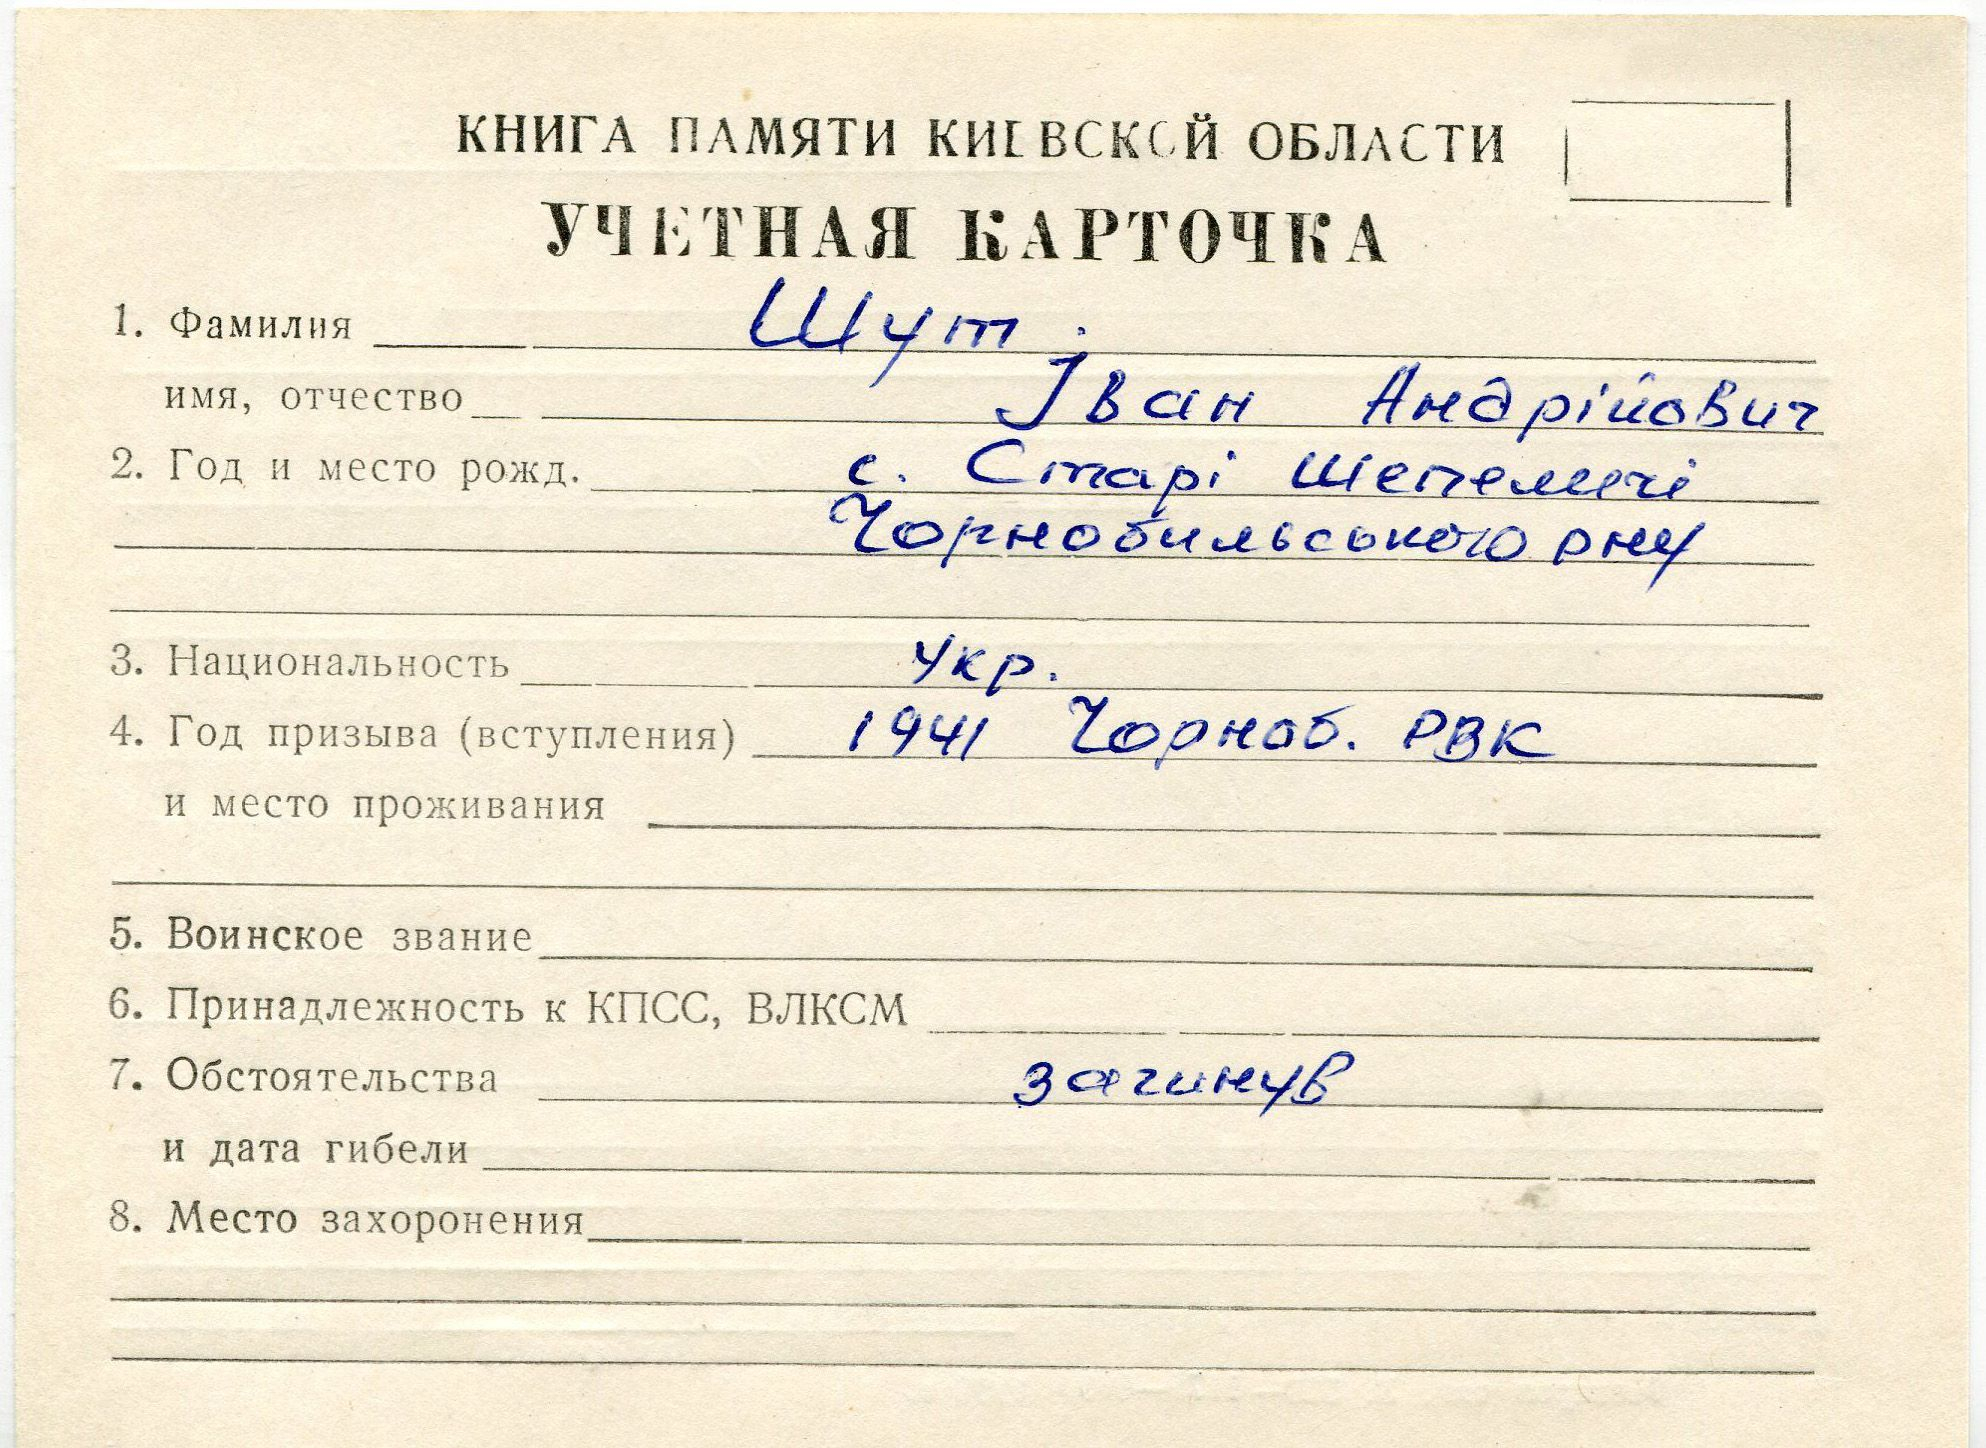 КНИГА ПАМЯТИ КИЕВСКОЙ ОБЛАСТИ
УЧЕТНАЯ КАРТОЧКА
1. Фамилия Шут.
имя, отчество Іван Андрійович
2. Год и место рожд. с. Старі Шепеличі
Чорнобильського рну
3. Национальность укр.
4. Год призыва (вступления) 1941 Чорноб. РВК
и место проживания
5. Воинское звание
6. Принадлежность к КПСС, ВЛКСМ
7. Обстоятельства загинув
и дата гибели
8. Место захоронения